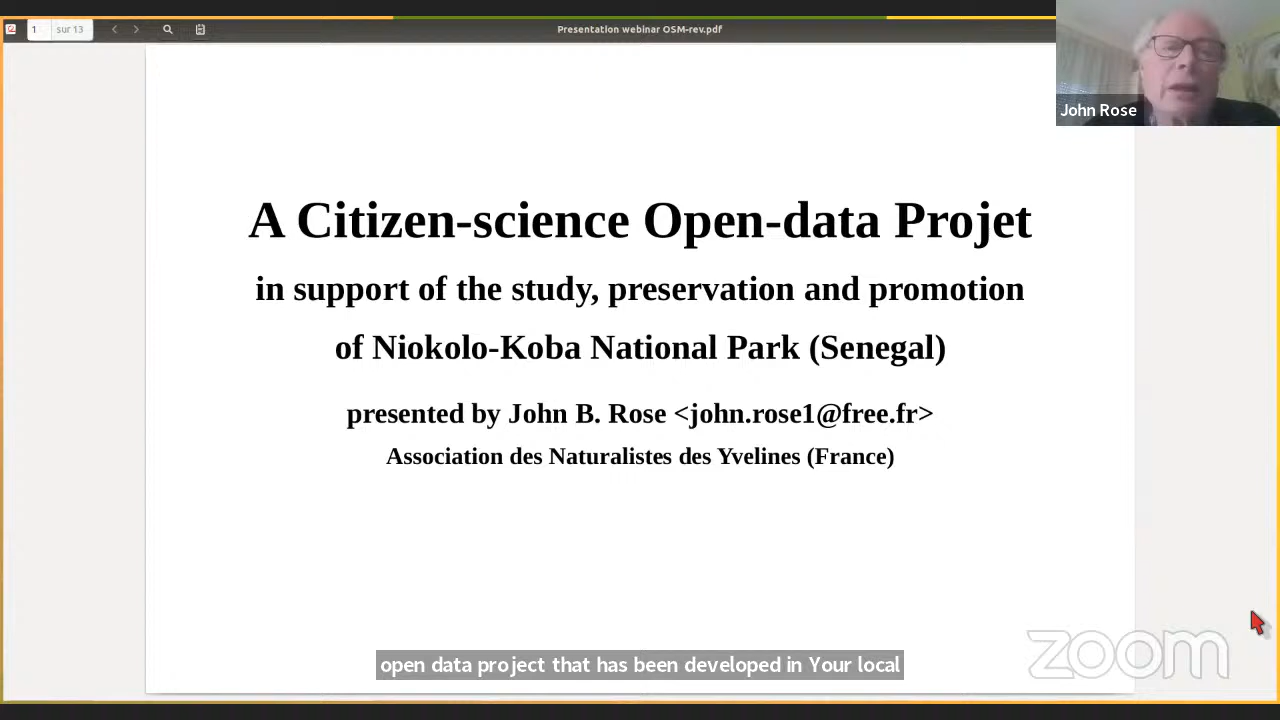 1 sur 13
Presentation webinar OSM-rev.pdf
John Rose
A Citizen-science Open-data Projet
in support of the study, preservation and promotion
of Niokolo-Koba National Park (Senegal)
presented by John B. Rose <john.rose1@free.fr>
Association des Naturalistes des Yvelines (France)
open data project that has been developed in Your local
zoom